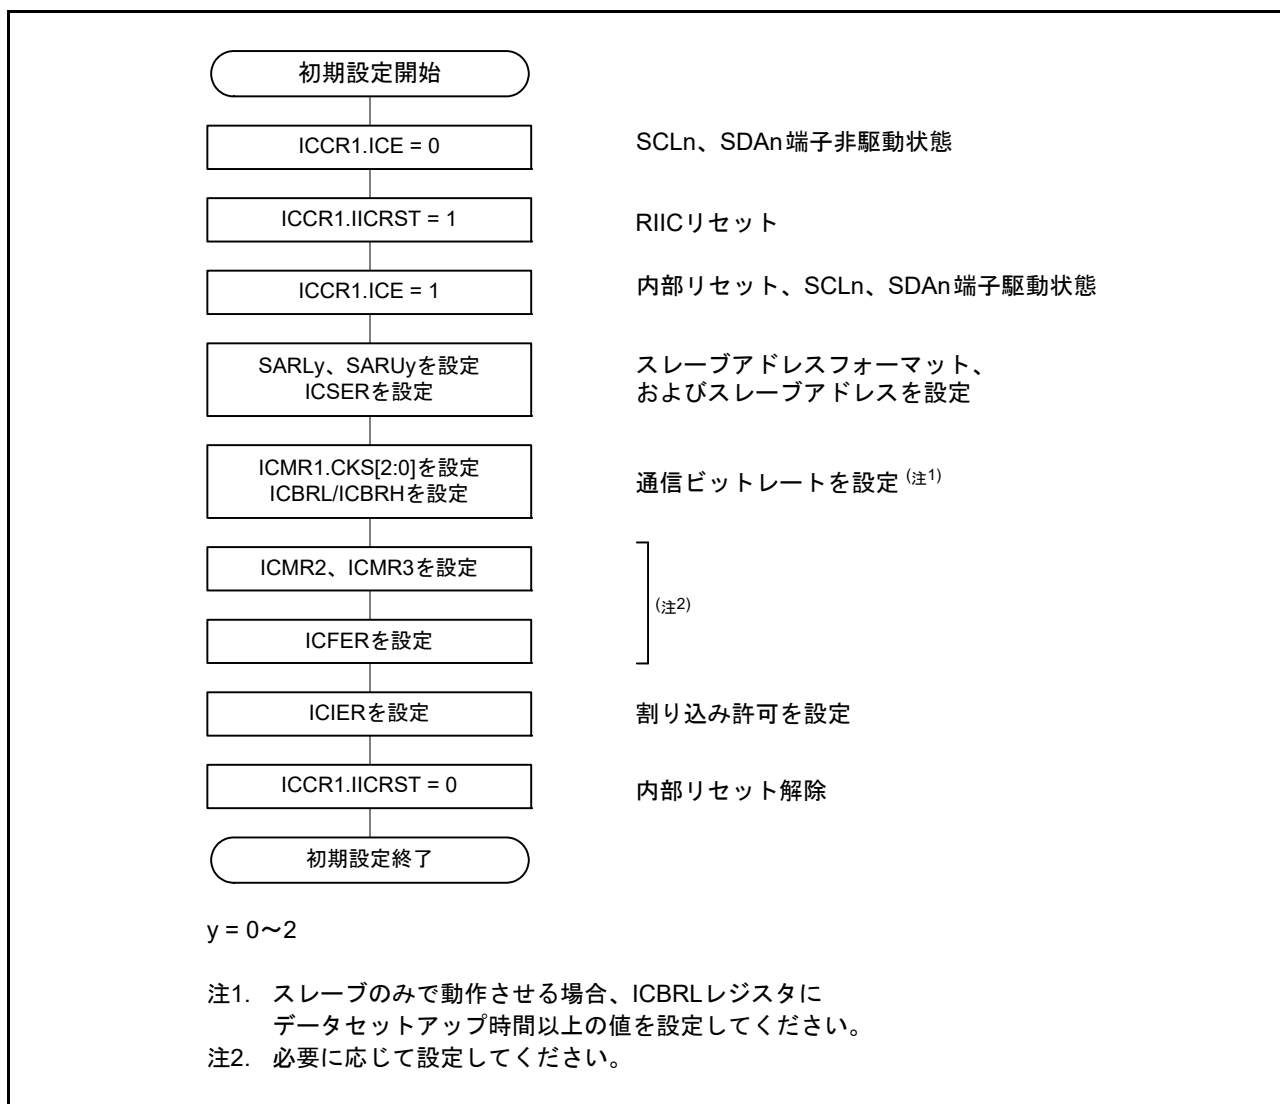 初期設定開始
ICCR1.ICE = 0
SCLn、SDAn端子非駆動状態
ICCR1.IICRST = 1
RIICリセット
ICCR1.ICE = 1
内部リセット、SCLn、SDAn端子駆動状態
SARLy、SARUyを設定
ICSERを設定
スレーブアドレスフォーマット、
およびスレーブアドレスを設定
ICMR1.CKS[2:0]を設定
ICBRL/ICBRHを設定
通信ビットレートを設定 (注1)
ICMR2、ICMR3を設定
(注2)
ICFERを設定
ICIERを設定
割り込み許可を設定
ICCR1.IICRST = 0
内部リセット解除
初期設定終了
y = 0～2
注1. スレーブのみで動作させる場合、ICBRLレジスタに
データセットアップ時間以上の値を設定してください。
注2. 必要に応じて設定してください。